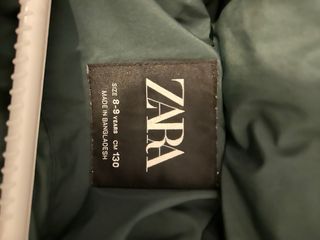 ZARA
SIZE 8-9 YEARS CM 130
MADE IN BANGLADESH